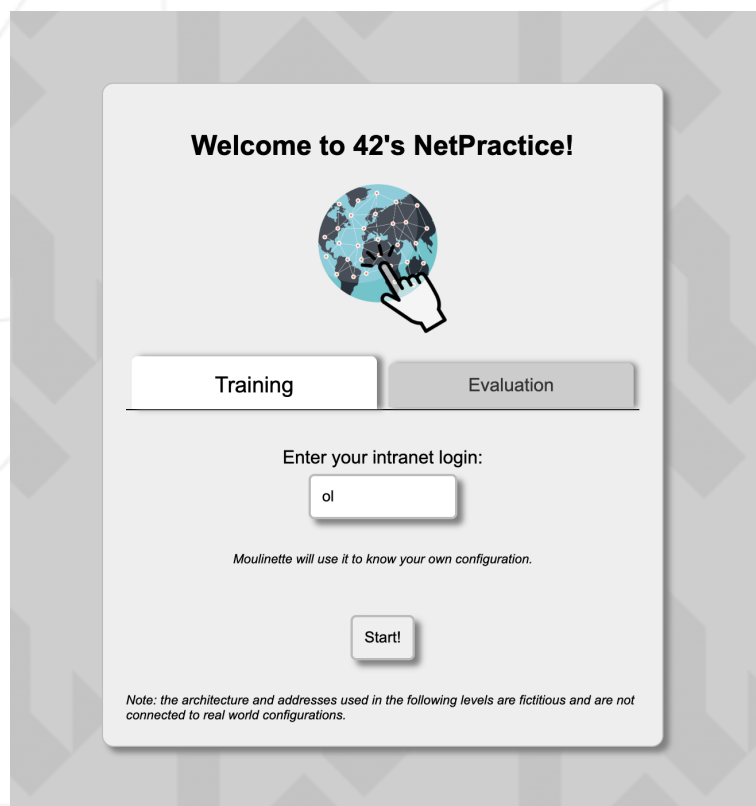 Welcome to 42's NetPractice!
Training
Evaluation
Enter your intranet login:
ol
Moulinette will use it to know your own configuration.
Start!
Note: the architecture and addresses used in the following levels are fictitious and are not
connected to real world configurations.